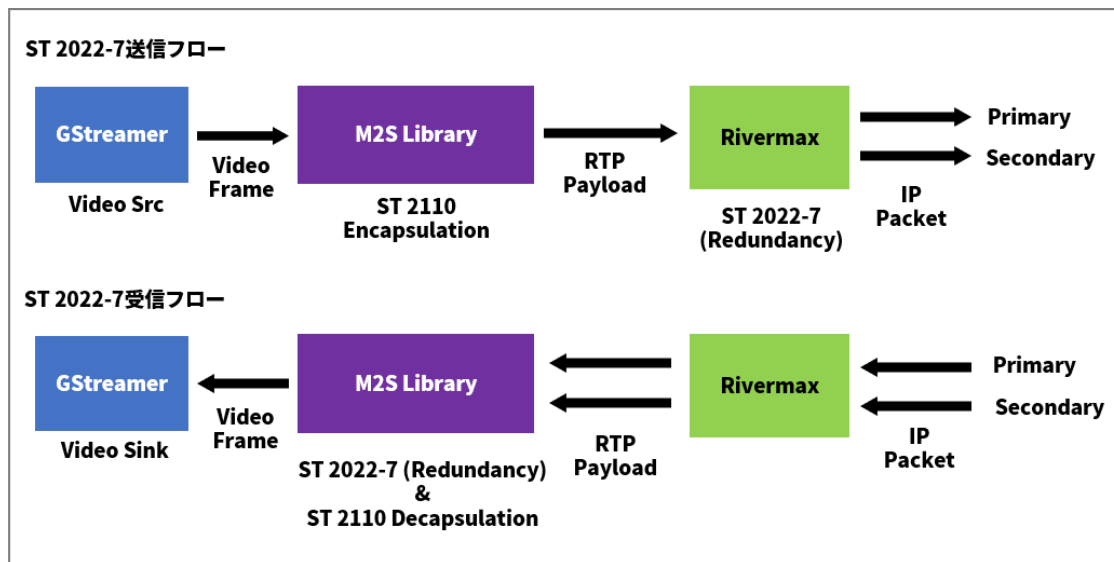 ST 2022-7送信フロー
GStreamer
M2S Library
Rivermax
Primary
Secondary
Video
Frame
RTP
Payload
IP
Packet
Video Src
ST 2110
Encapsulation
ST 2022-7
(Redundancy)
ST 2022-7受信フロー
GStreamer
M2S Library
Rivermax
Primary
Secondary
Video
Frame
RTP
Payload
IP
Packet
Video Sink
ST 2022-7 (Redundancy)
&
ST 2110 Decapsulation